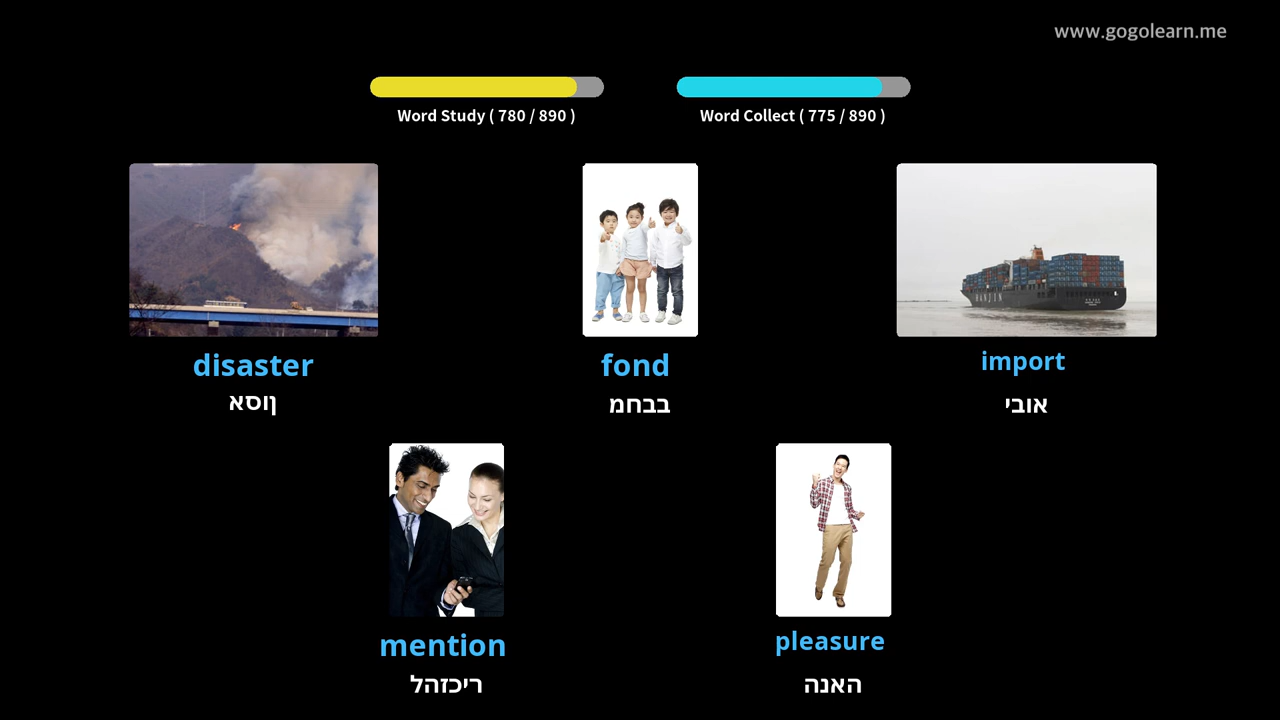 www.gogolearn.me
Word Study ( 780 / 890 )
Word Collect ( 775 / 890 )
disaster
ןוסא
fond
בבחמ
import
אובי
HANJIN
mention
ריכזהל
pleasure
האנה